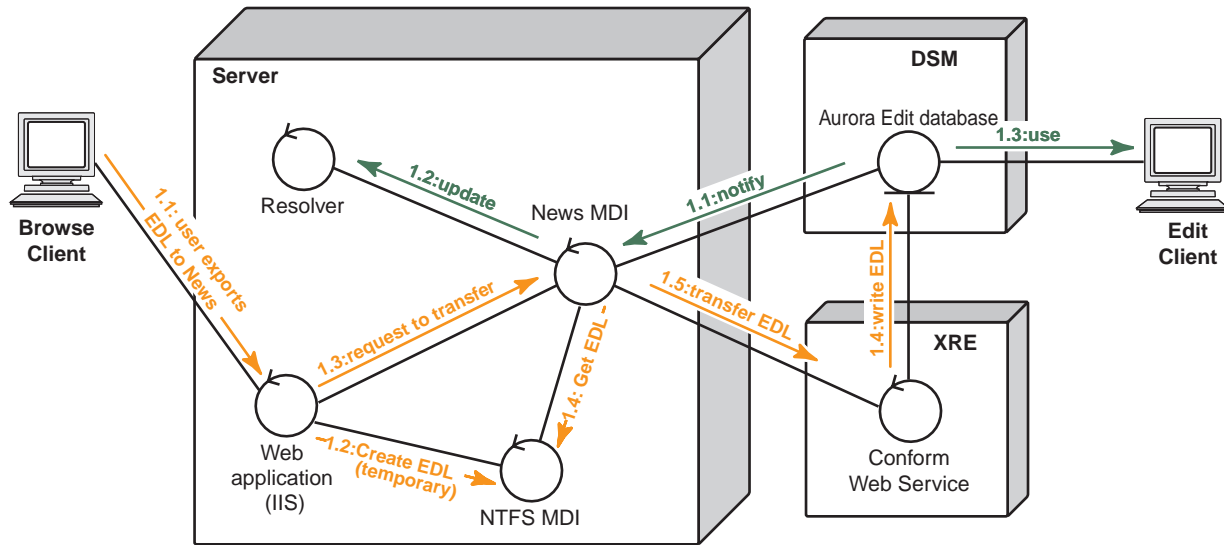 Server
DSM
Aurora Edit database
1.3:use
Resolver
1.2:update
News MDI
1.1:notify
Browse
Client
Edit
Client
1.1: user exports
EDL to News
1.3:request to transfer
1.5:transfer EDL
1.4:write EDL
XRE
1.4: Get EDL
Web
application
(IIS)
1.2:Create EDL
(temporary)
NTFS MDI
Conform
Web Service